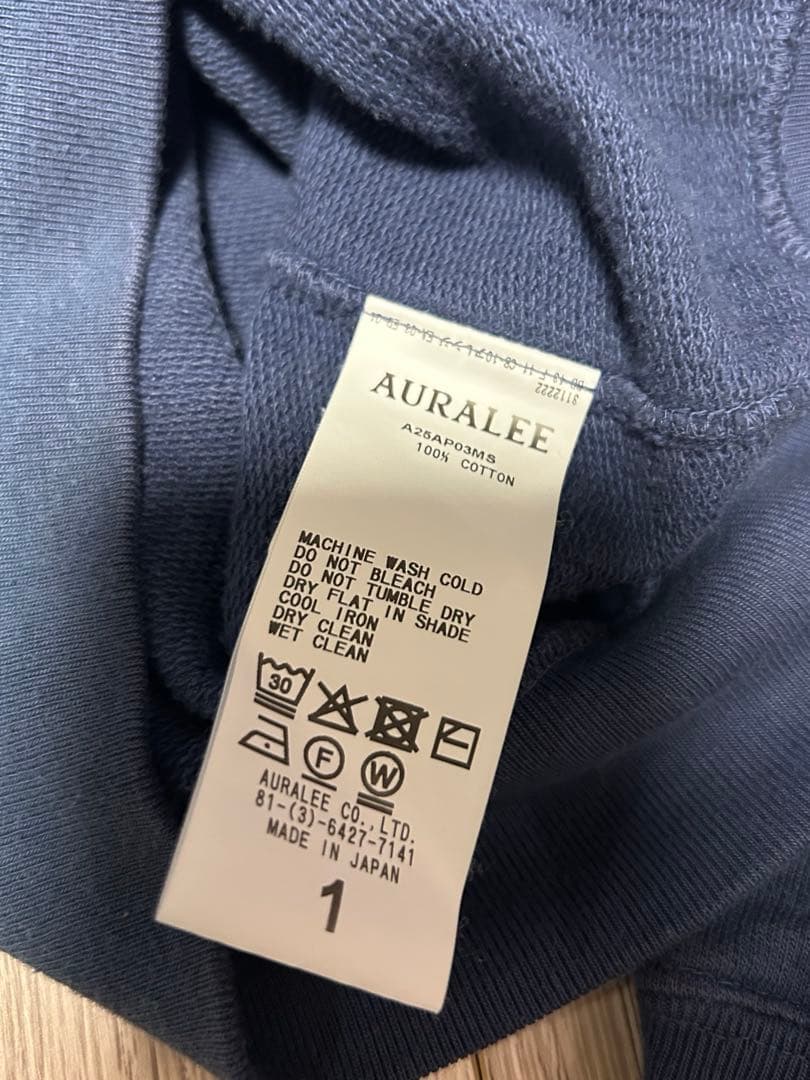 AURALEE
A25AP03MS
100% COTTON
MACHINE WASH COLD
DO NOT BLEACH
DO NOT TUMBLE DRY
DRY FLAT IN SHADE
COOL IRON
DRY CLEAN
WET CLEAN
30
F
W
AURALEE CO.,LTD.
81-(3)-6427-7141
MADE IN JAPAN
1